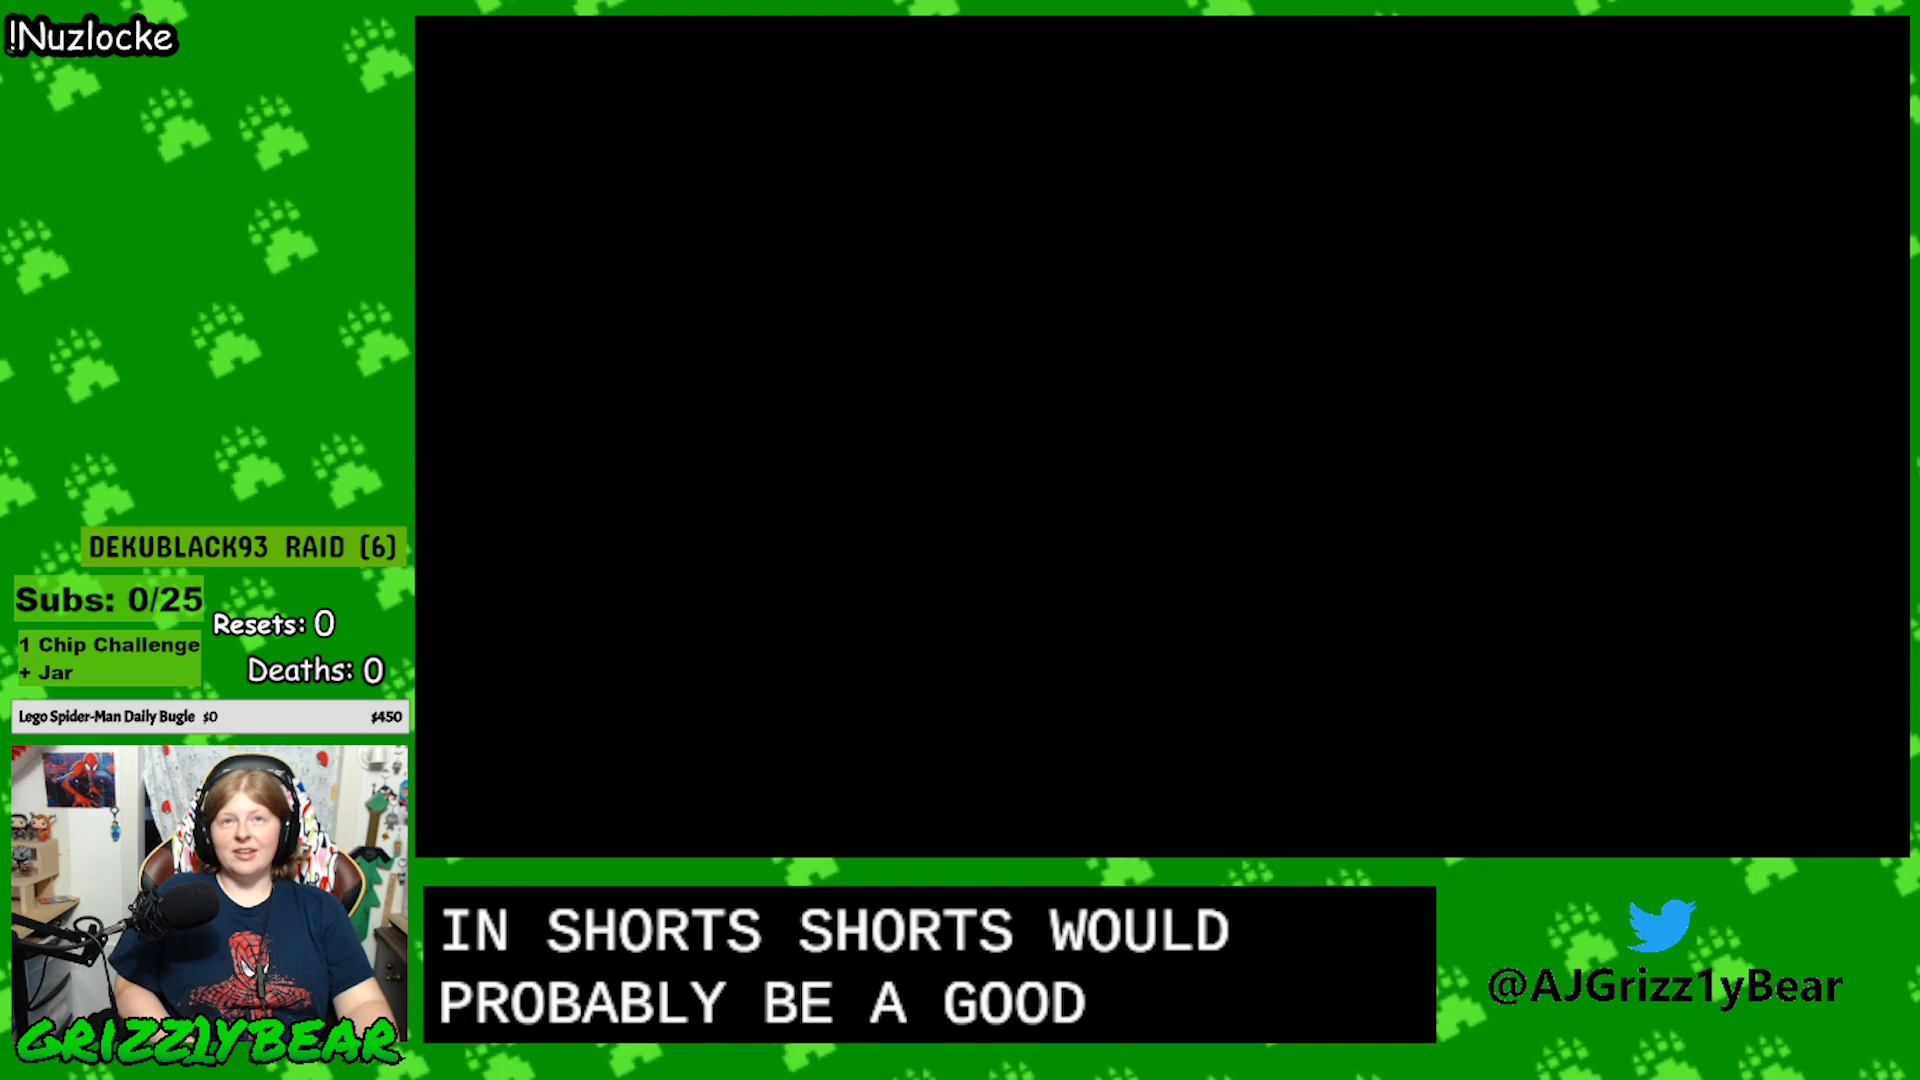 !Nuzlocke
DEKUBLACK93 RAID (6)
Subs: 0/25
Resets: 0
1 Chip Challenge
+ Jar
Deaths: 0
Lego Spider-Man Daily Bugle $0 $450
GRIZZ1YBEAR
IN SHORTS SHORTS WOULD
PROBABLY BE A GOOD
@AJGrizz1yBear